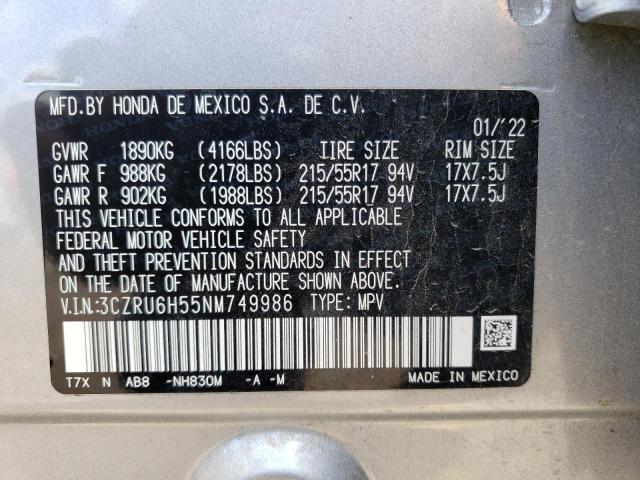 MFD.BY HONDA DE MEXICO S.A. DE C.V.
01/'22
GVWR 1890KG (4166LBS) TIRE SIZE RIM SIZE
GAWR F 988KG (2178LBS) 215/55R17 94V 17X7.5J
GAWR R 902KG (1988LBS) 215/55R17 94V 17X7.5J
THIS VEHICLE CONFORMS TO ALL APPLICABLE
FEDERAL MOTOR VEHICLE SAFETY
AND THEFT PREVENTION STANDARDS IN EFFECT
ON THE DATE OF MANUFACTURE SHOWN ABOVE.
V.I.N.:3CZRU6H55NM749986 TYPE: MPV
T7X N AB8 -NH830M -A -M MADE IN MEXICO